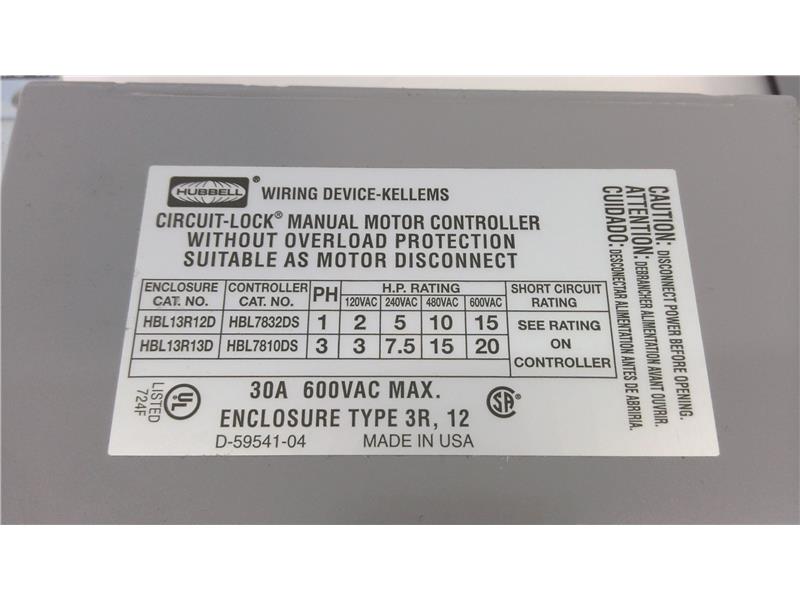 HUBBELL ® WIRING DEVICE-KELLEMS
CIRCUIT-LOCK® MANUAL MOTOR CONTROLLER
WITHOUT OVERLOAD PROTECTION
SUITABLE AS MOTOR DISCONNECT
ENCLOSURE CAT. NO. CONTROLLER CAT. NO. PH H.P. RATING SHORT CIRCUIT RATING
120VAC 240VAC 480VAC 600VAC
HBL13R12D HBL7832DS 1 2 5 10 15 SEE RATING ON CONTROLLER
HBL13R13D HBL7810DS 3 3 7.5 15 20
LISTED 724F
UL
30A 600VAC MAX.
ENCLOSURE TYPE 3R, 12
SA
D-59541-04 MADE IN USA
CAUTION: DISCONNECT POWER BEFORE OPENING.
ATTENTION: DEBRANCHER ALIMENTATION AVANT OUVRIR.
CUIDADO: DESCONECTAR ALIMENTATION ANTES DE ABRIRIA.